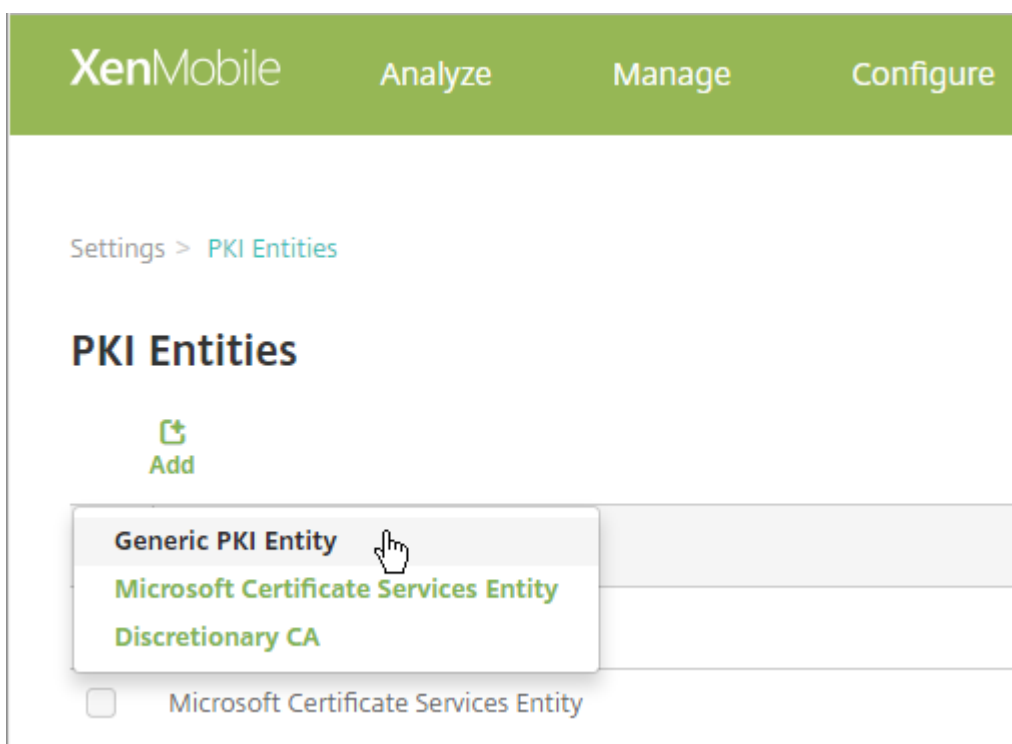 XenMobile Analyze Manage Configure
Settings > PKI Entities
PKI Entities
Add
Generic PKI Entity
Microsoft Certificate Services Entity
Discretionary CA
Microsoft Certificate Services Entity